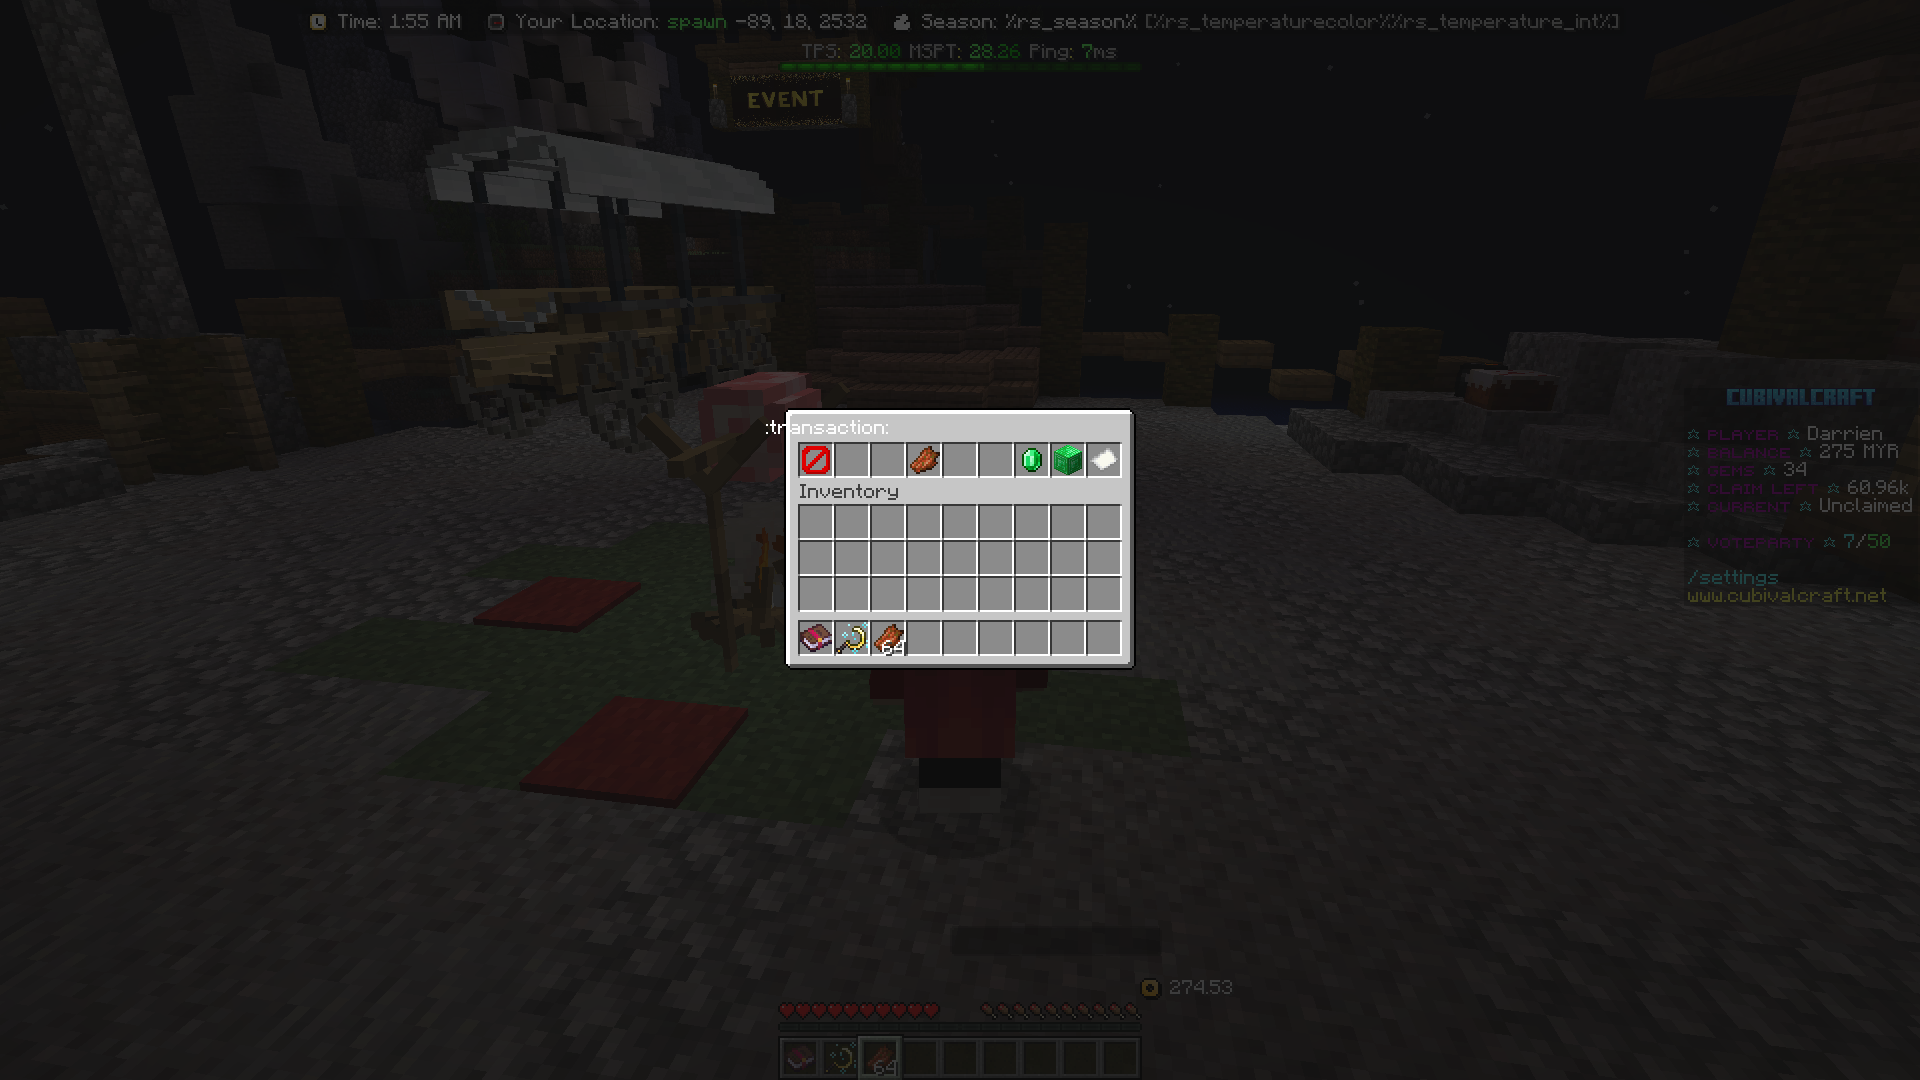 Time: 1:55 AM Your Location: spawn -89, 18, 2532 Season: %rs_season% [%rs_temperaturecolor%%rs_temperature_int%]
TPS: 20.00 MSPT: 28.26 Ping: 7ms
EVENT
:transaction:
Inventory
64
CUBIVALCRAFT
PLAYER ☆ Darrien
BALANCE ☆ 275 MYR
GEMS ☆ 34
CLAIM LEFT ☆ 60.96k
CURRENT ☆ Unclaimed
VOTEPARTY ☆ 7/50
/settings
www.cubivalcraft.net
274.53
64